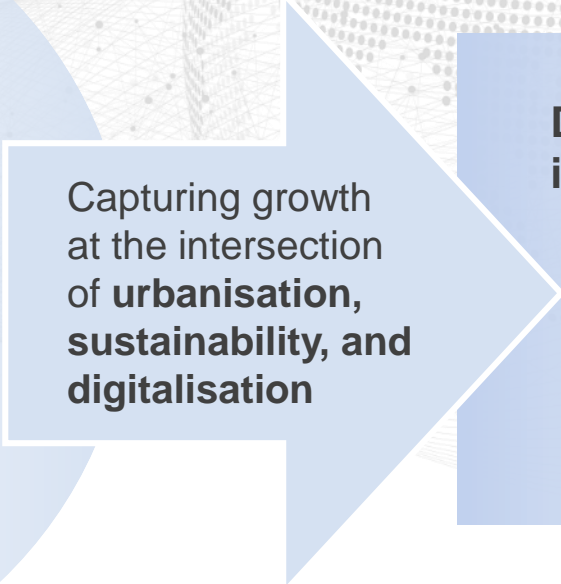 Capturing growth
at the intersection
of urbanisation,
sustainability, and
digitalisation